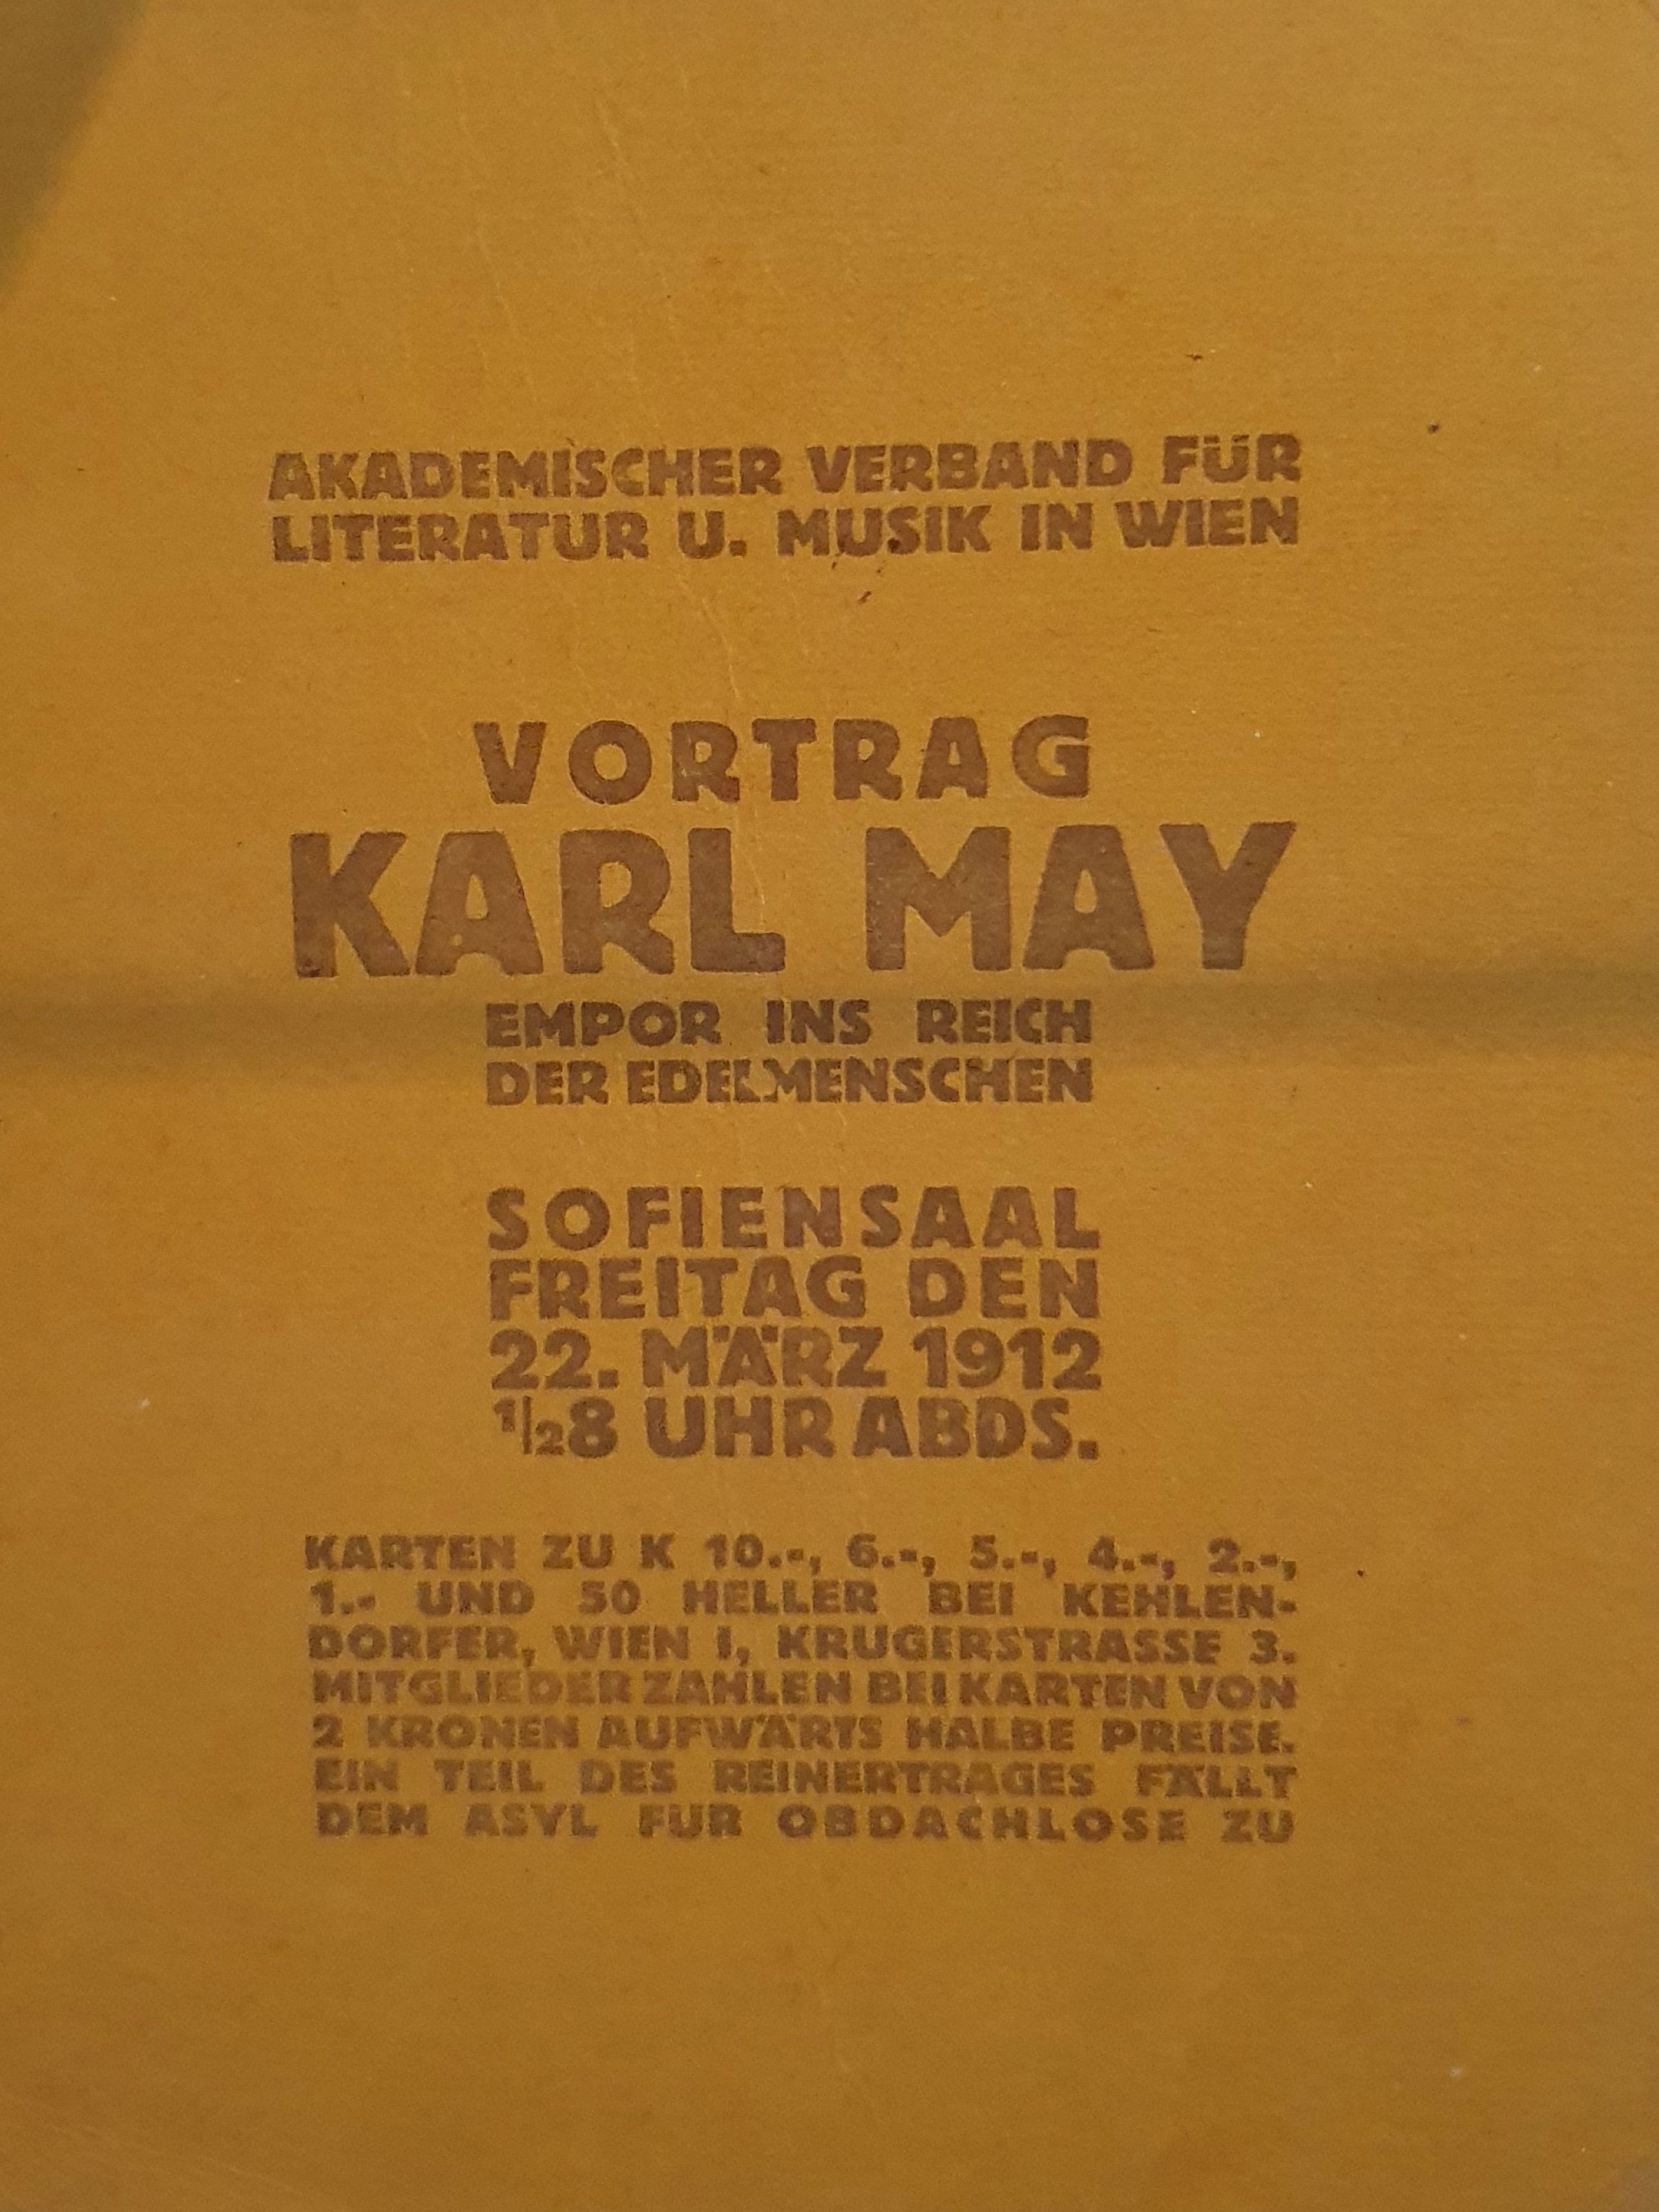 AKADEMISCHER VERBAND FÜR
LITERATUR U. MUSIK IN WIEN
VORTRAG
KARL MAY
EMPOR INS REICH
DER EDELMENSCHEN
SOFIENSAAL
FREITAG DEN
22. MÄRZ 1912
1/28 UHR ABDS.
KARTEN ZU K 10.-, 6.-, 5.-, 4.-, 2.-,
1.- UND 50 HELLER BEI KEHLEN-
DORFER, WIEN I, KRUGERSTRASSE 3.
MITGLIEDER ZAHLEN BEI KARTEN VON
2 KRONEN AUFWÄRTS HALBE PREISE.
EIN TEIL DES REINERTRAGES FÄLLT
DEM ASYL FÜR OBDACHLOSE ZU